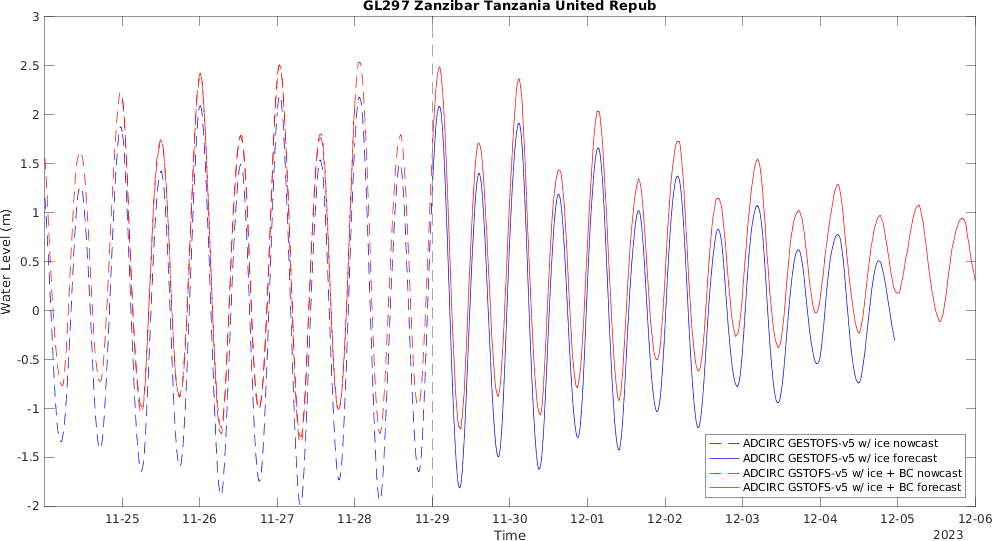 GL297 Zanzibar Tanzania United Repub
3
2.5
2
1.5
1
0.5
0
-0.5
-1
-1.5
-2
Water Level (m)
11-25 11-26 11-27 11-28 11-29 11-30 12-01 12-02 12-03 12-04 12-05 12-06
Time
2023
ADCIRC GESTOFS-v5 w/ ice nowcast
ADCIRC GESTOFS-v5 w/ ice forecast
ADCIRC GSTOFS-v5 w/ ice + BC nowcast
ADCIRC GSTOFS-v5 w/ ice + BC forecast